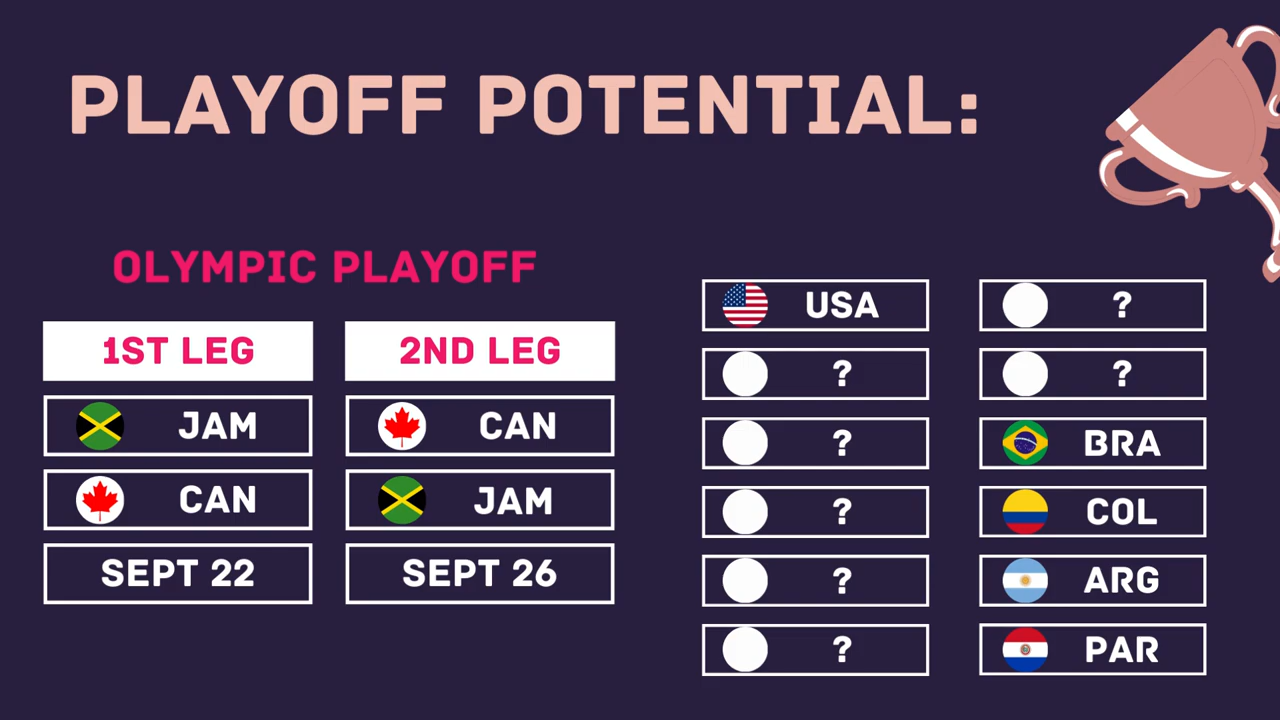 PLAYOFF POTENTIAL:
OLYMPIC PLAYOFF
1ST LEG
JAM
CAN
SEPT 22
2ND LEG
CAN
JAM
SEPT 26
USA
?
?
?
?
?
?
?
BRA
COL
ARG
PAR